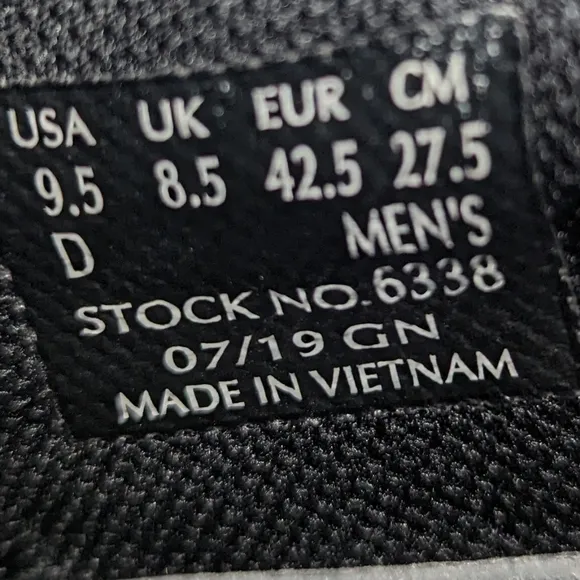 USA UK EUR CM
9.5 8.5 42.5 27.5
D MEN'S
STOCK NO. 6338
07/19 GN
MADE IN VIETNAM